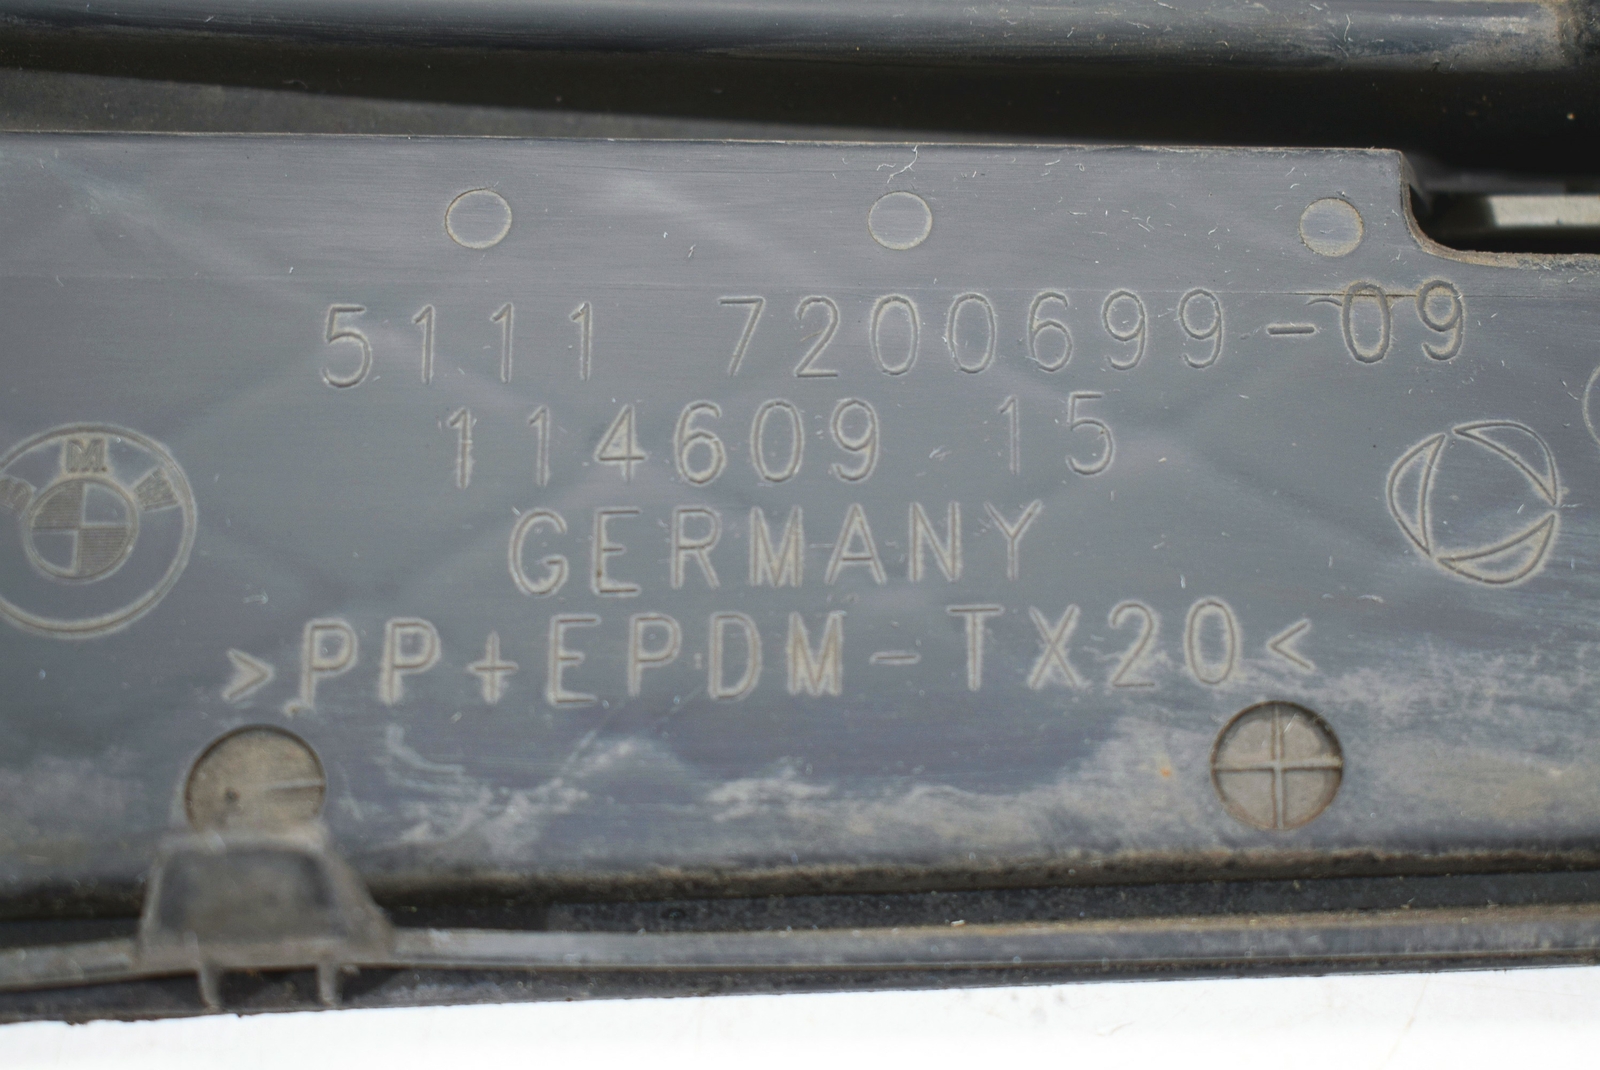 5111 7200699-09
114609 15
GERMANY
>PP+EPDM-TX20<